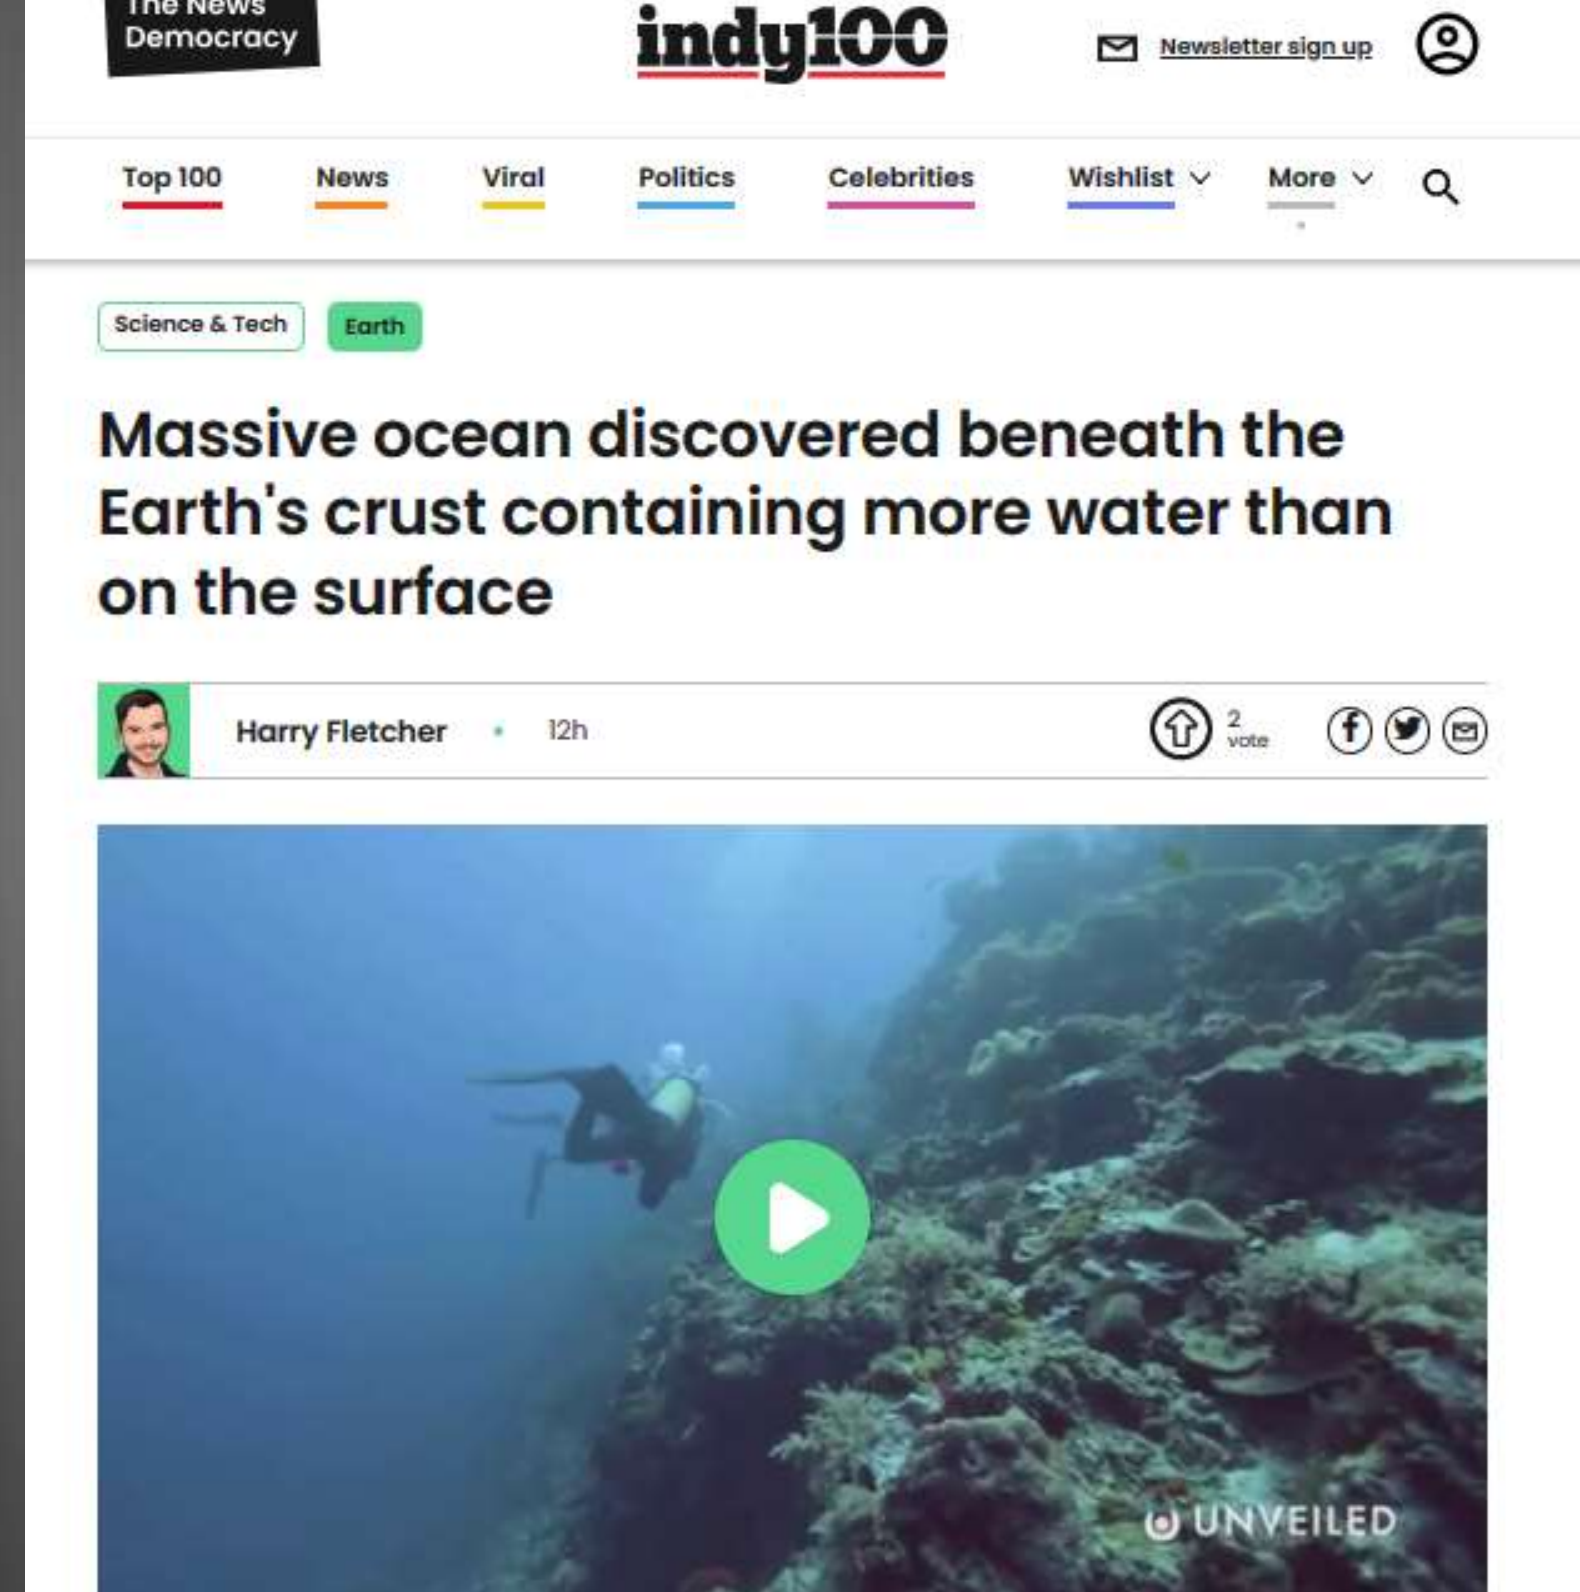 The News
Democracy
indy100
Newsletter sign up
Top 100
News
Viral
Politics
Celebrities
Wishlist
More
Science & Tech
Earth
Massive ocean discovered beneath the
Earth's crust containing more water than
on the surface
Harry Fletcher • 12h
2
vote
UNVEILED